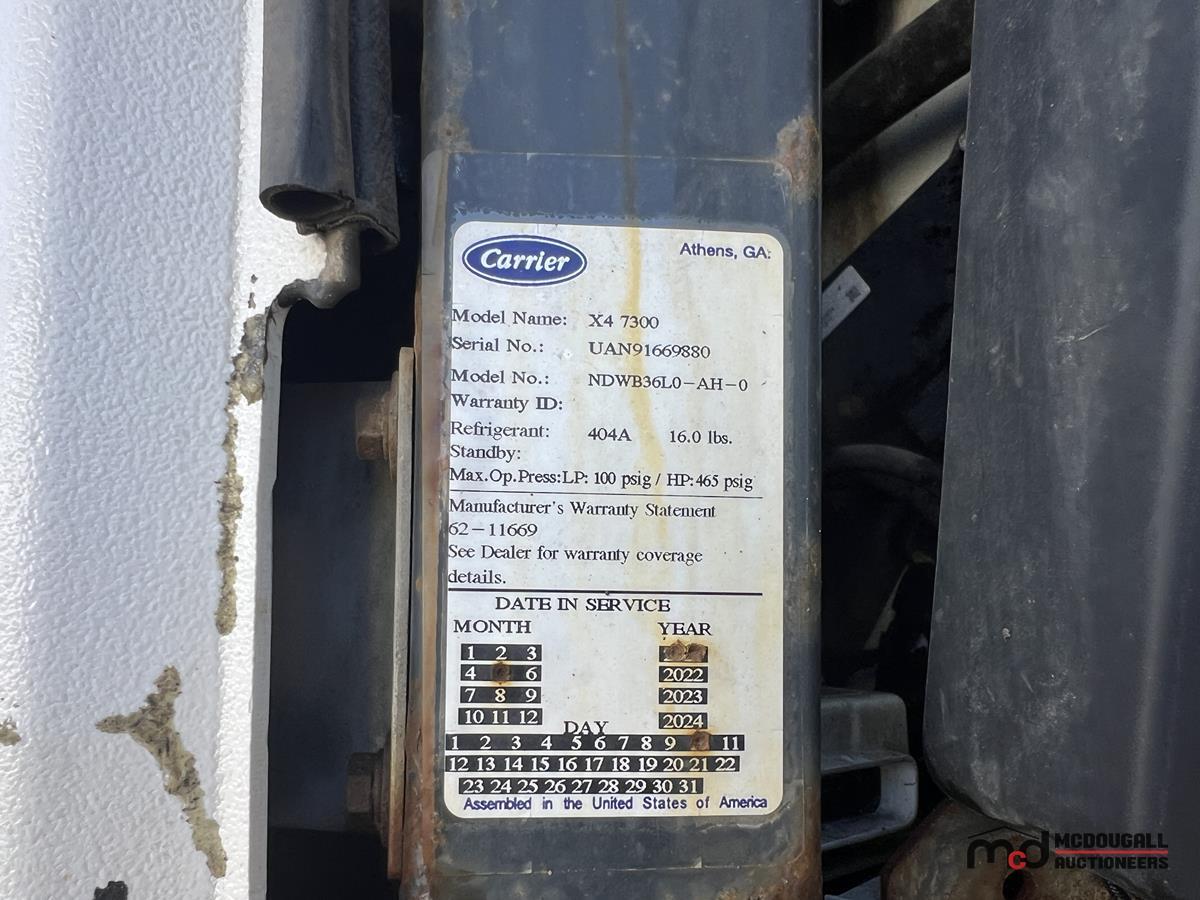 Carrier
Athens, GA:
Model Name: X4 7300
Serial No.: UAN91669880
Model No.: NDWB36L0-AH-0
Warranty ID:
Refrigerant: 404A 16.0 lbs.
Standby:
Max.Op.Press:LP: 100 psig / HP:465 psig
Manufacturer's Warranty Statement
62-11669
See Dealer for warranty coverage
details.
DATE IN SERVICE
MONTH YEAR
1 2 3
4 6 2022
7 8 9 2023
10 11 12 2024
DAY
1 2 3 4 5 6 7 8 9 11
12 13 14 15 16 17 18 19 20 21 22
23 24 25 26 27 28 29 30 31
Assembled in the United States of America
mcd MCDOUGALL
AUCTIONEERS